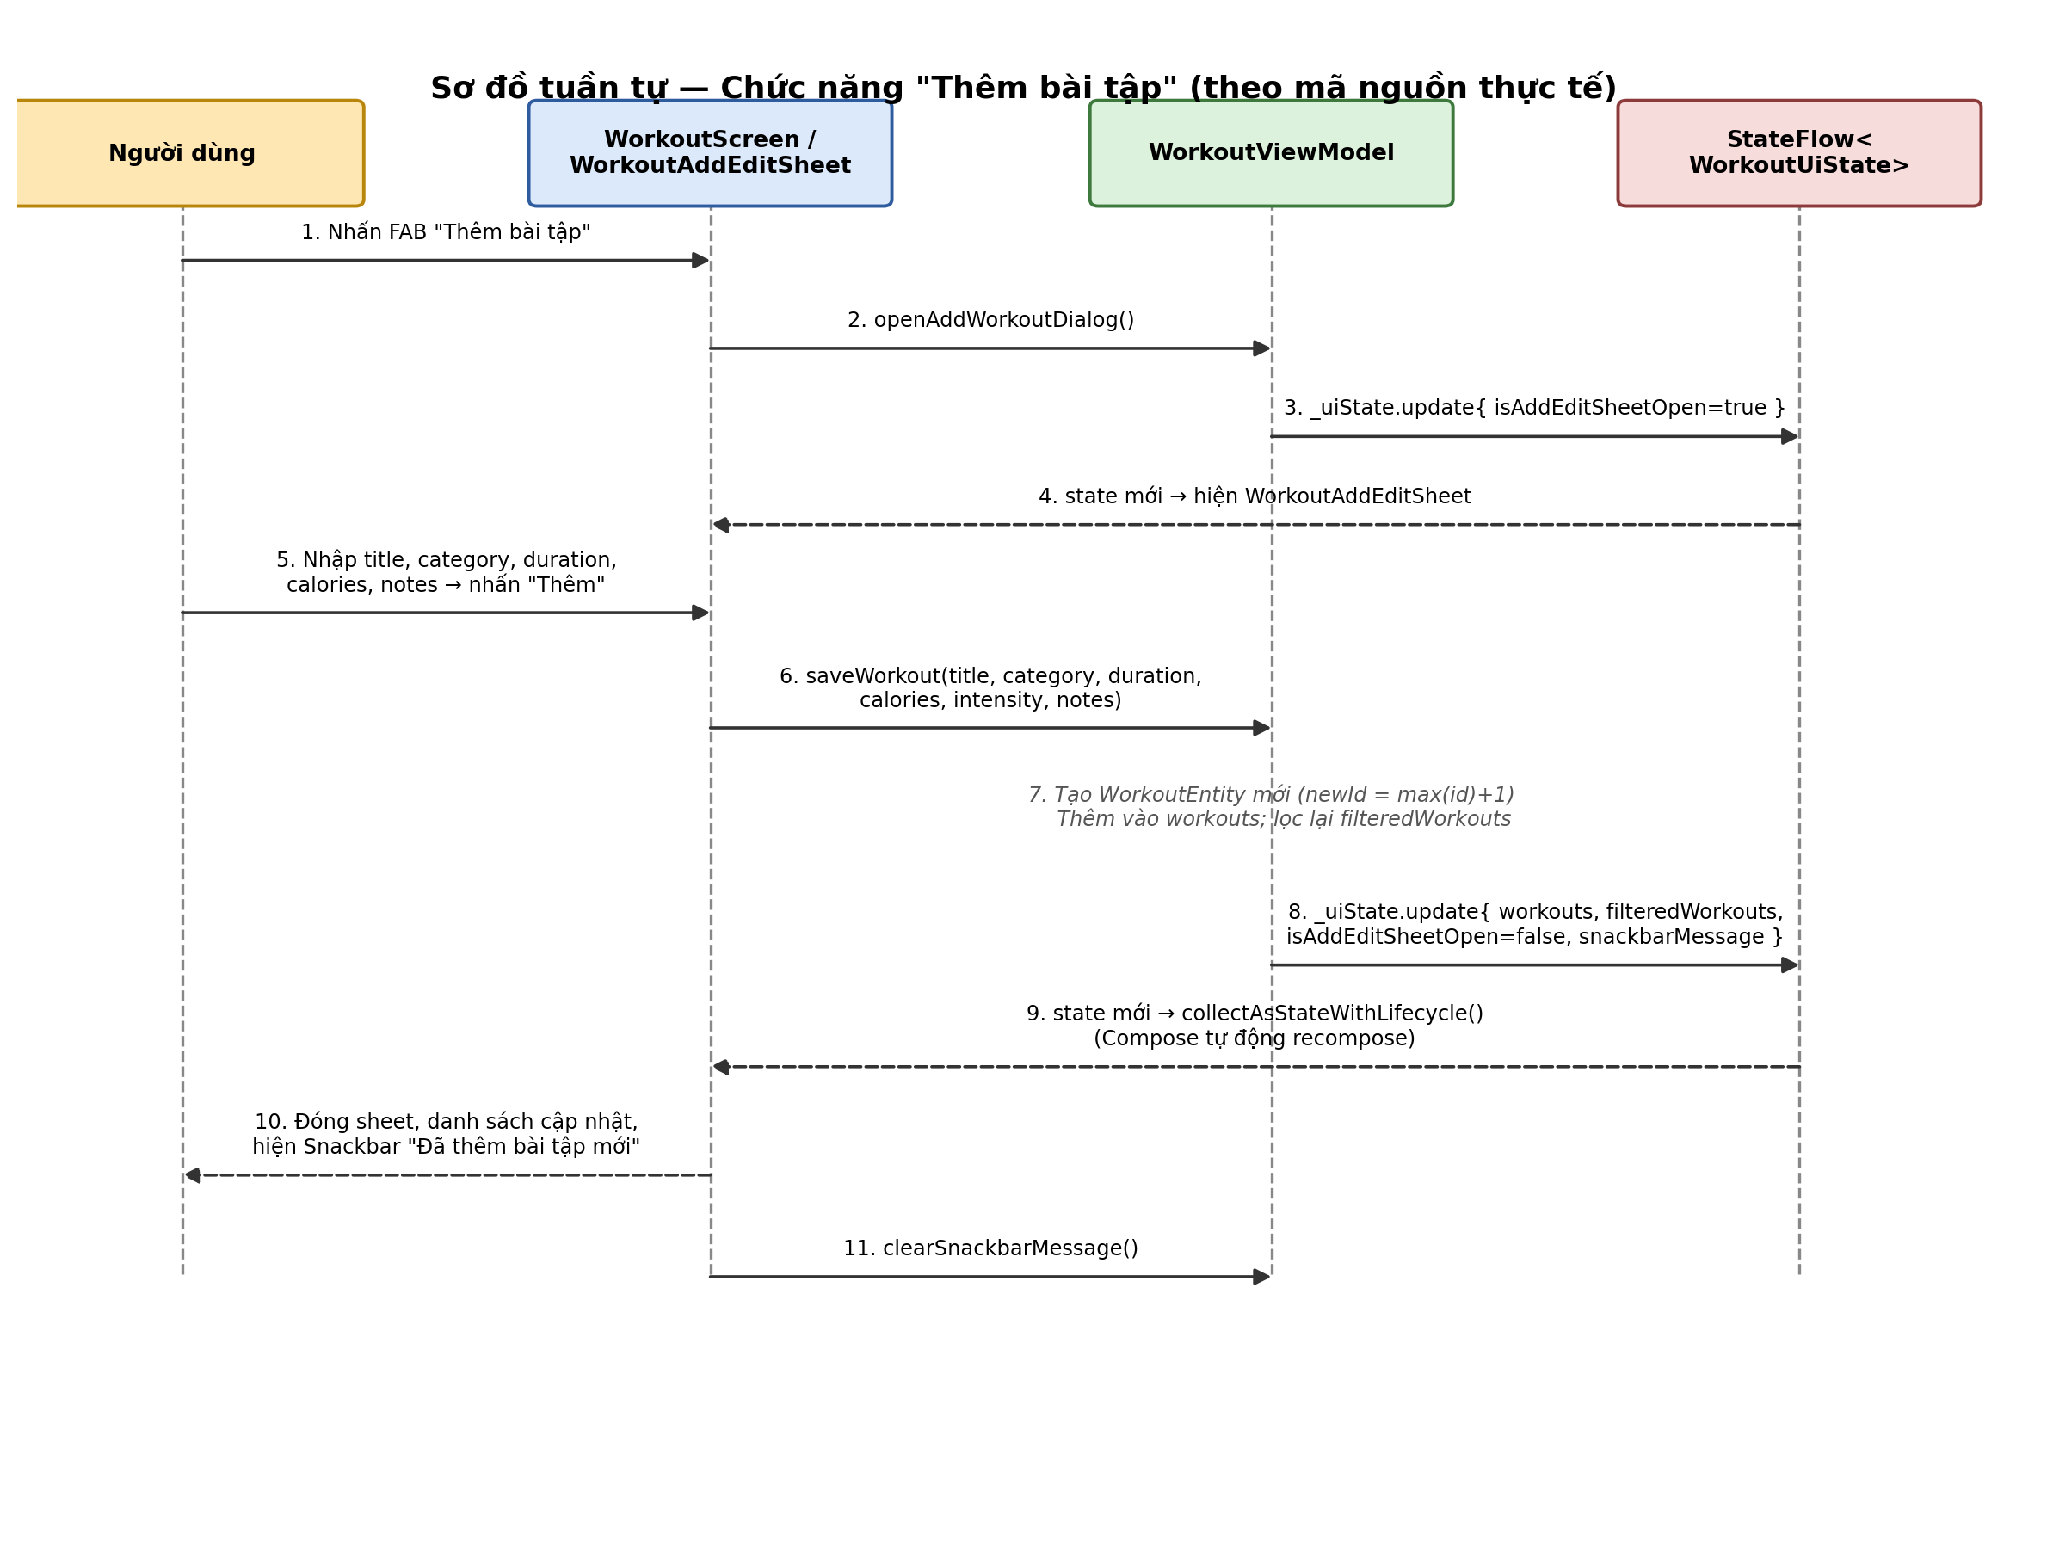 Sơ đồ tuần tự — Chức năng "Thêm bài tập" (theo mã nguồn thực tế)
Người dùng
WorkoutScreen /
WorkoutAddEditSheet
WorkoutViewModel
StateFlow<
WorkoutUiState>
1. Nhấn FAB "Thêm bài tập"
2. openAddWorkoutDialog()
3. _uiState.update{ isAddEditSheetOpen=true }
4. state mới → hiện WorkoutAddEditSheet
5. Nhập title, category, duration,
calories, notes → nhấn "Thêm"
6. saveWorkout(title, category, duration,
calories, intensity, notes)
7. Tạo WorkoutEntity mới (newId = max(id)+1)
Thêm vào workouts; lọc lại filteredWorkouts
8. _uiState.update{ workouts, filteredWorkouts,
isAddEditSheetOpen=false, snackbarMessage }
9. state mới → collectAsStateWithLifecycle()
(Compose tự động recompose)
10. Đóng sheet, danh sách cập nhật,
hiện Snackbar "Đã thêm bài tập mới"
11. clearSnackbarMessage()